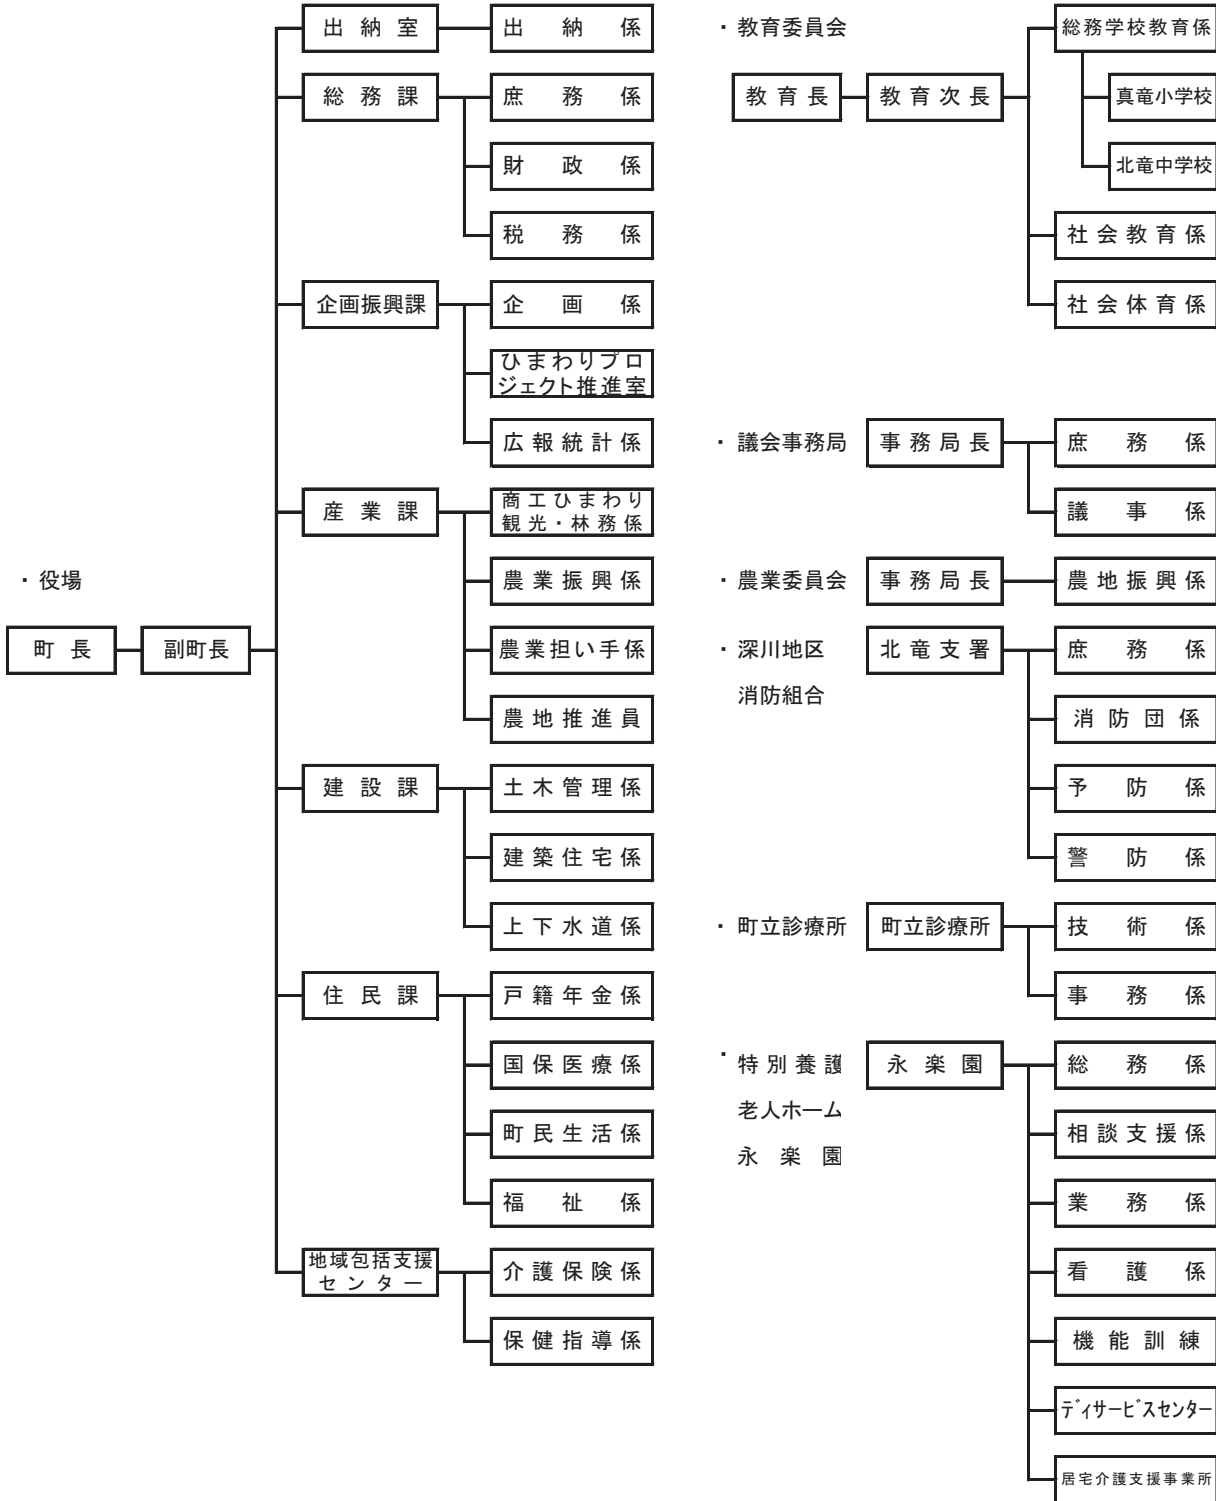 ・ 役場
町長
副町長
出納室
出納係
総務課
庶務係
財政係
税務係
企画振興課
企画係
ひまわりプロ
ジェクト推進室
広報統計係
産業課
商工ひまわり
観光・林務係
農業振興係
農業担い手係
農地推進員
建設課
土木管理係
建築住宅係
上下水道係
住民課
戸籍年金係
国保医療係
町民生活係
福祉係
地域包括支援
センター
介護保険係
保健指導係
・ 教育委員会
教育長
教育次長
総務学校教育係
真竜小学校
北竜中学校
社会教育係
社会体育係
・ 議会事務局
事務局長
庶務係
議事係
・ 農業委員会
事務局長
農地振興係
・ 深川地区
消防組合
北竜支署
庶務係
消防団係
予防係
警防係
・ 町立診療所
町立診療所
技術係
事務係
・ 特別養護
老人ホーム
永楽園
永楽園
総務係
相談支援係
業務係
看護係
機能訓練
ディサービスセンター
居宅介護支援事業所